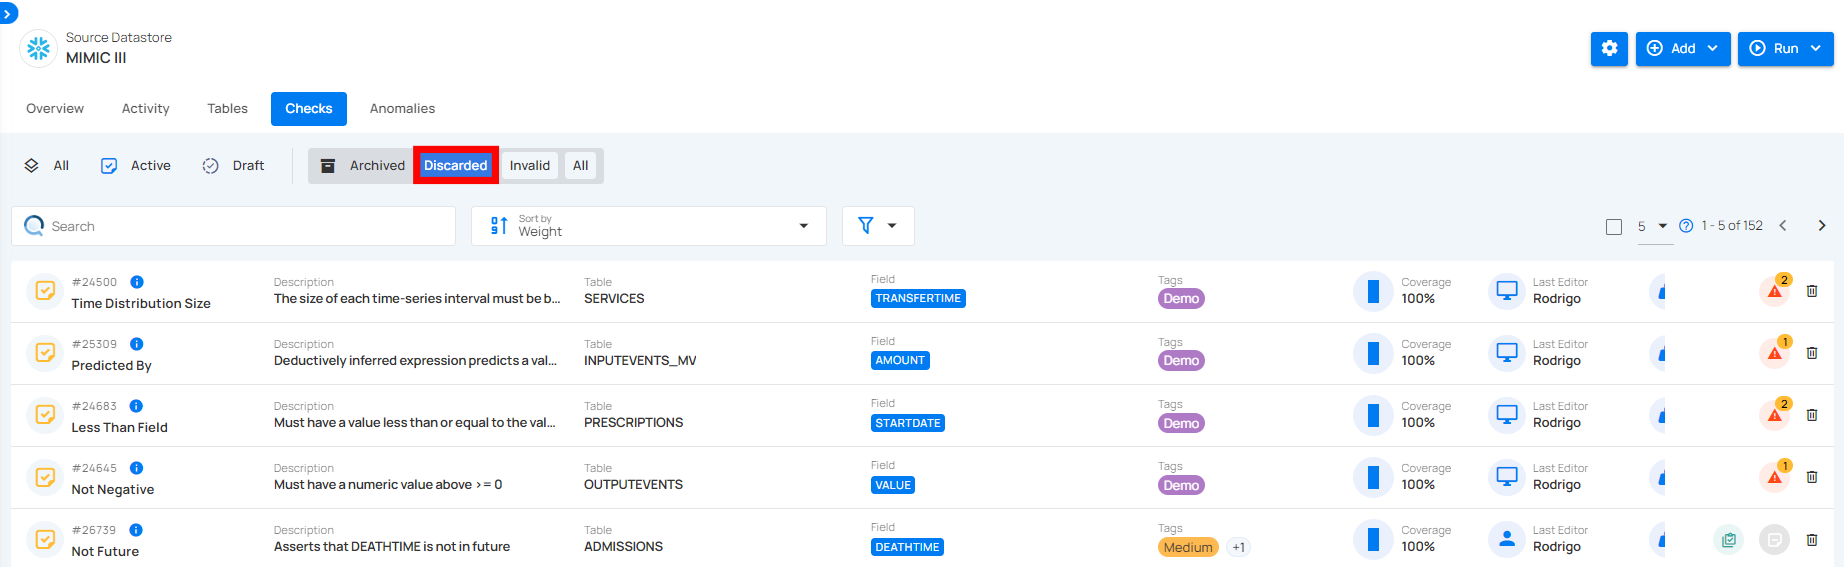 Source Datastore
MIMIC III
Add
Run
Overview Activity Tables Checks Anomalies
All Active Draft Archived Discarded Invalid All
Search
Sort by
Weight
5 1 - 5 of 152
#24500
Time Distribution Size
Description
The size of each time-series interval must be b...
Table
SERVICES
Field
TRANSFERTIME
Tags
Demo
Coverage
100%
Last Editor
Rodrigo
2
#25309
Predicted By
Description
Deductively inferred expression predicts a val...
Table
INPUTEVENTS_MV
Field
AMOUNT
Tags
Demo
Coverage
100%
Last Editor
Rodrigo
1
#24683
Less Than Field
Description
Must have a value less than or equal to the val...
Table
PRESCRIPTIONS
Field
STARTDATE
Tags
Demo
Coverage
100%
Last Editor
Rodrigo
2
#24645
Not Negative
Description
Must have a numeric value above >= 0
Table
OUTPUTEVENTS
Field
VALUE
Tags
Demo
Coverage
100%
Last Editor
Rodrigo
1
#26739
Not Future
Description
Asserts that DEATHTIME is not in future
Table
ADMISSIONS
Field
DEATHTIME
Tags
Medium +1
Coverage
100%
Last Editor
Rodrigo